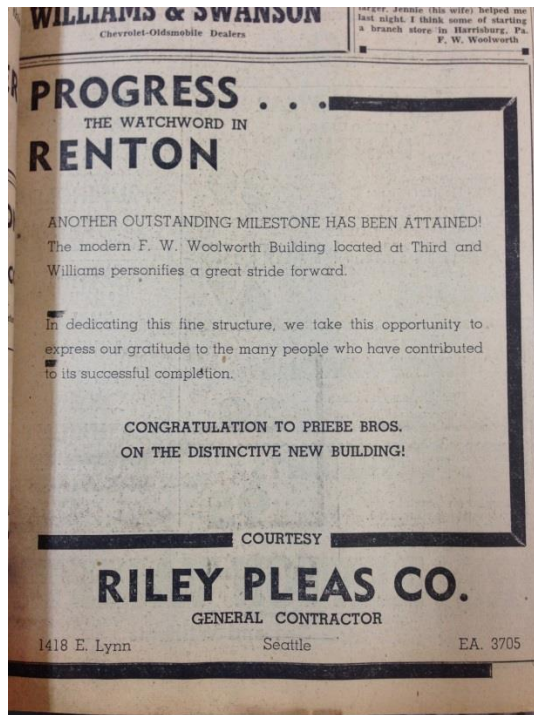 WILLIAMS & SWANSON
Chevrolet-Oldsmobile Dealers
larger. Jennie (his wife) helped me
last night. I think some of starting
a branch store in Harrisburg, Pa.
F. W. Woolworth
PROGRESS . . .
THE WATCHWORD IN
RENTON
ANOTHER OUTSTANDING MILESTONE HAS BEEN ATTAINED!
The modern F. W. Woolworth Building located at Third and
Williams personifies a great stride forward.
In dedicating this fine structure, we take this opportunity to
express our gratitude to the many people who have contributed
to its successful completion.
CONGRATULATION TO PRIEBE BROS.
ON THE DISTINCTIVE NEW BUILDING!
COURTESY
RILEY PLEAS CO.
GENERAL CONTRACTOR
1418 E. Lynn Seattle EA. 3705